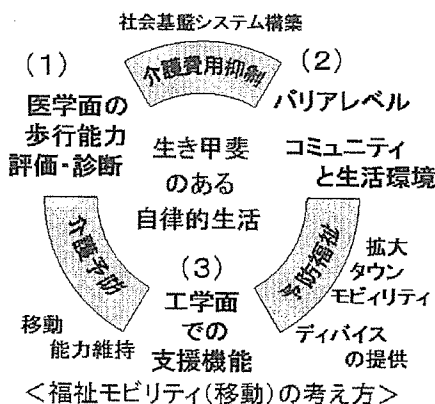 社会基盤システム構築
(1)
医学面の
歩行能力
評価・診断
介護費用抑制
(2)
バリアレベル
コミュニティ
と生活環境
生き甲斐
のある
自律的生活
介護予防
移動
能力維持
(3)
工学面
での
支援機能
予防福祉
拡大
タウン
モビィリティ
ディバイス
の提供
<福祉モビリティ(移動)の考え方>